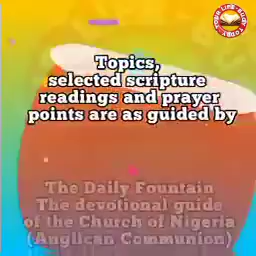 Topics,
selected scripture
readings and prayer
points are as guided by
The Daily Fountain
The devotional guide
of the Church of Nigeria
(Anglican Communion)